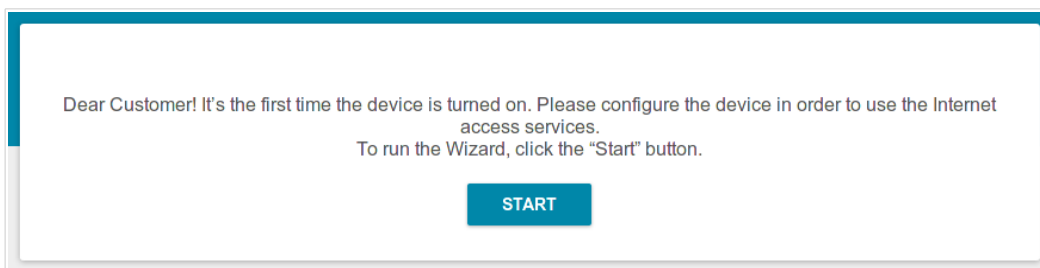 Dear Customer! It’s the first time the device is turned on. Please configure the device in order to use the Internet
access services.
To run the Wizard, click the “Start” button.
START